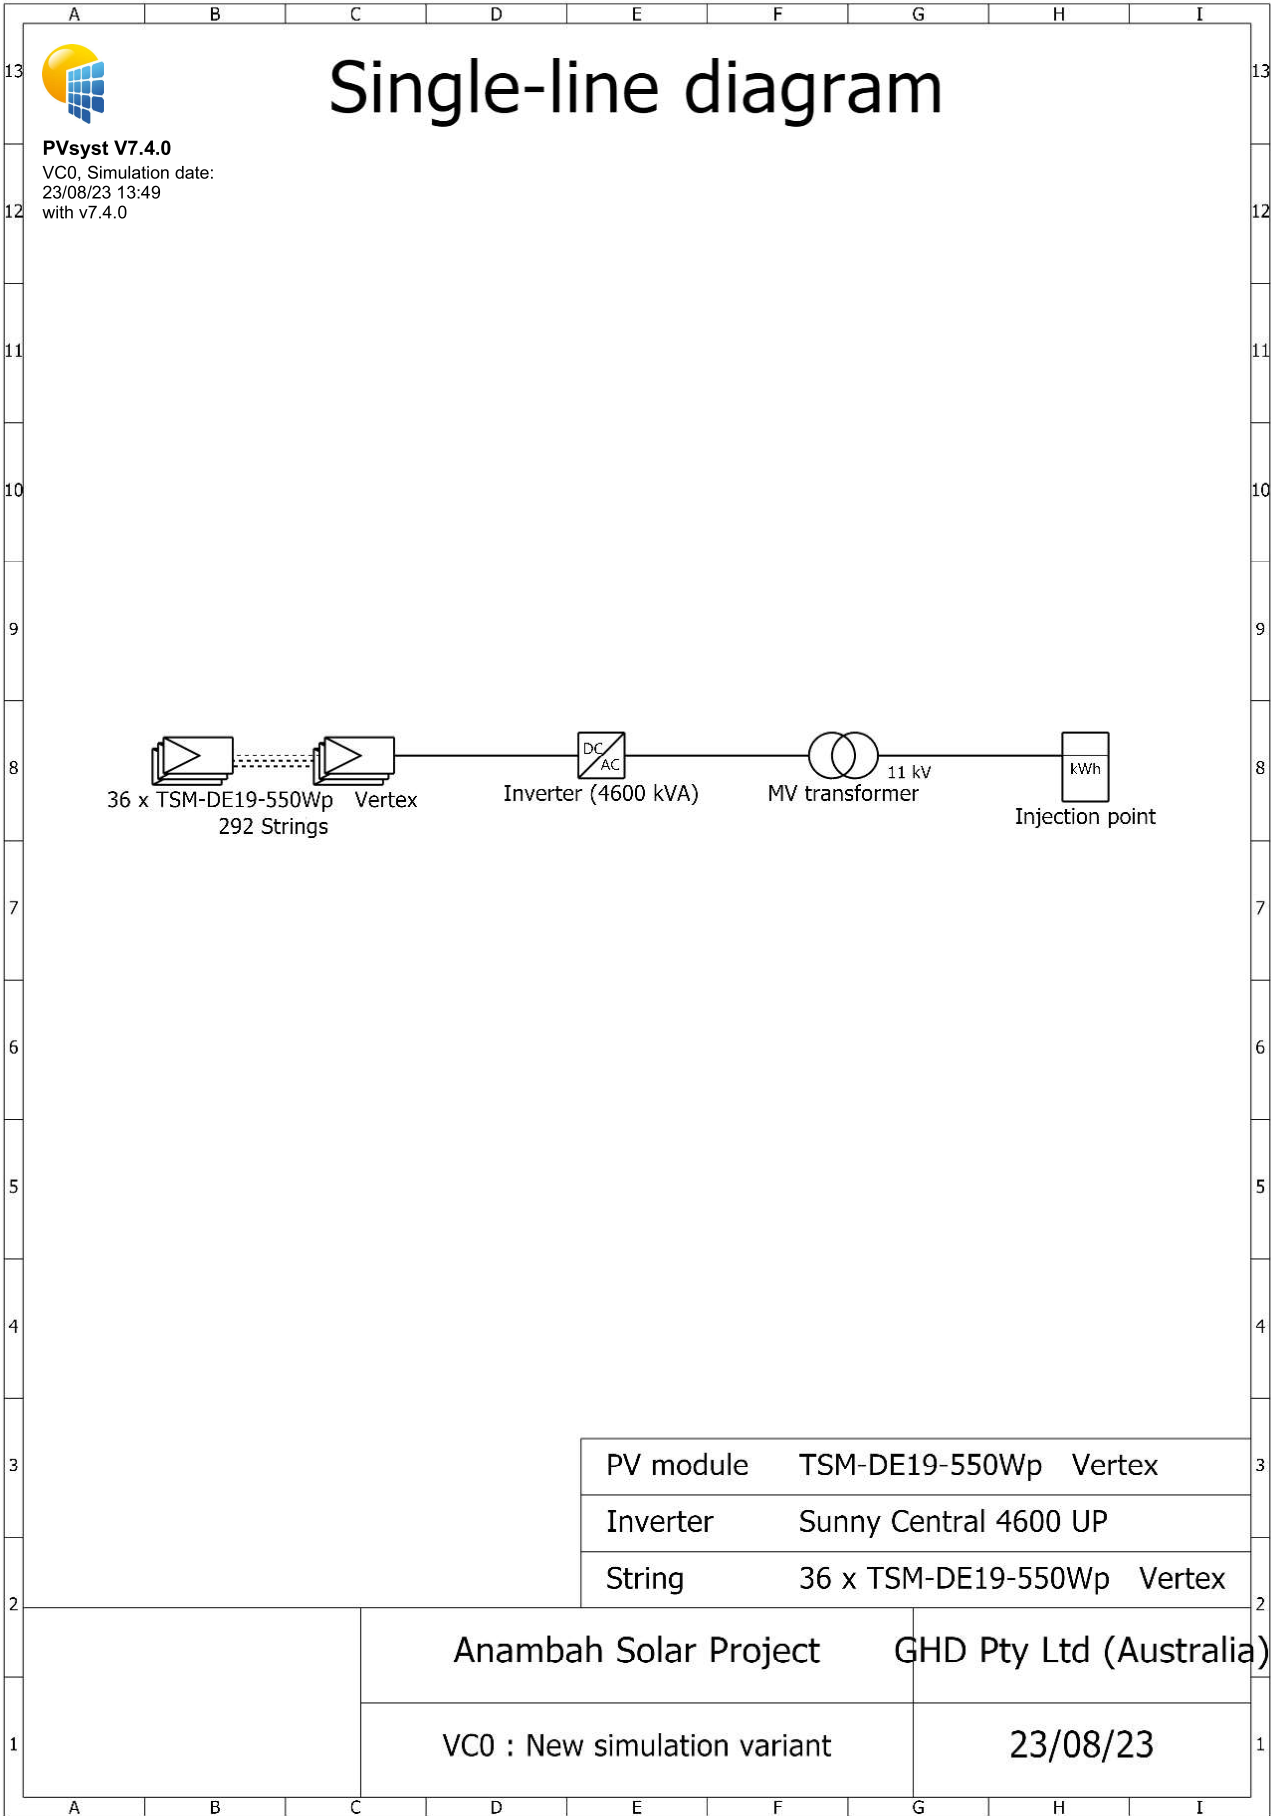 A B C D E F G H I
13 13
Single-line diagram
PVsyst V7.4.0
VC0, Simulation date:
23/08/23 13:49
with v7.4.0
12 12
11 11
10 10
9 9
8 8
DC
AC
kWh
11 kV
36 x TSM-DE19-550Wp Vertex
292 Strings
Inverter (4600 kVA)
MV transformer
Injection point
7 7
6 6
5 5
4 4
3 3
PV module TSM-DE19-550Wp Vertex
Inverter Sunny Central 4600 UP
String 36 x TSM-DE19-550Wp Vertex
2 2
Anambah Solar Project GHD Pty Ltd (Australia)
1 1
VC0 : New simulation variant 23/08/23
A B C D E F G H I